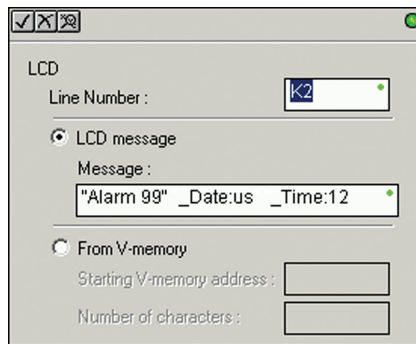 LCD
Line Number : K2
LCD message
Message :
"Alarm 99" _Date:us _Time:12
From V-memory
Starting V-memory address :
Number of characters :